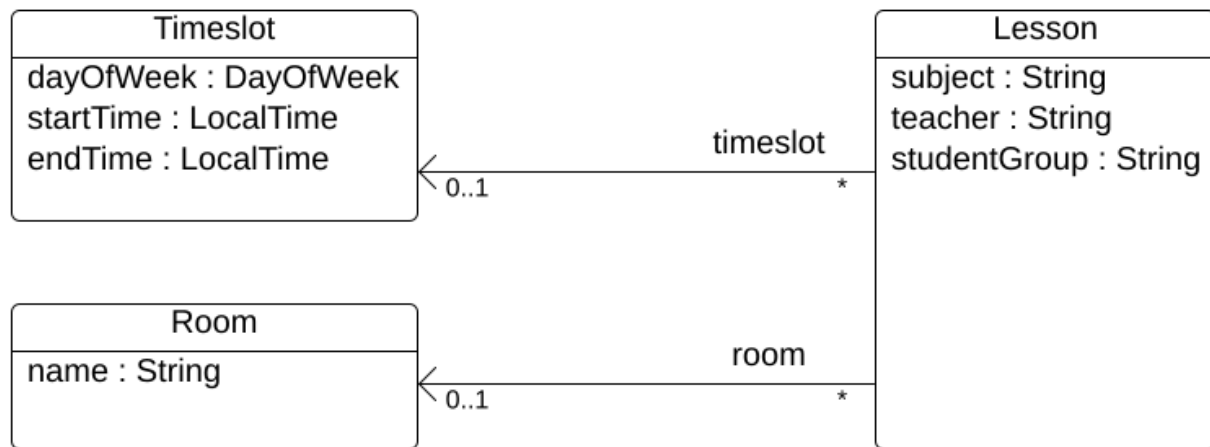 Timeslot
dayOfWeek : DayOfWeek
startTime : LocalTime
endTime : LocalTime
Lesson
subject : String
teacher : String
studentGroup : String
timeslot
0..1
*
Room
name : String
room
0..1
*